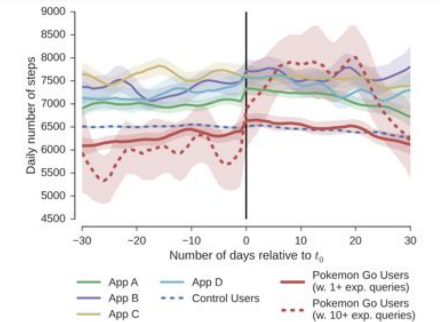 9000
8500
8000
7500
7000
6500
6000
5500
5000
4500
Daily number of steps
−30 −20 −10 0 10 20 30
Number of days relative to t₀
App A
App B
App C
App D
Control Users
Pokemon Go Users
(w. 1+ exp. queries)
Pokemon Go Users
(w. 10+ exp. queries)